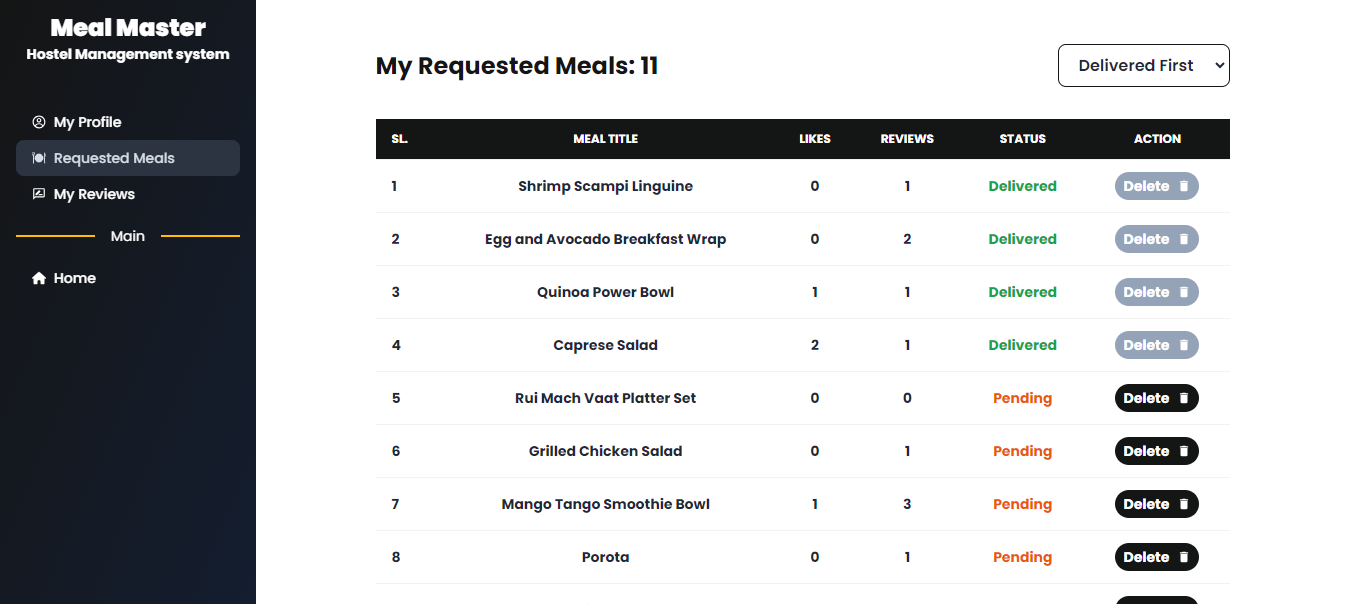 Meal Master
Hostel Management system
My Profile
Requested Meals
My Reviews
Main
Home
My Requested Meals: 11
Delivered First
SL. MEAL TITLE LIKES REVIEWS STATUS ACTION
1 Shrimp Scampi Linguine 0 1 Delivered Delete
2 Egg and Avocado Breakfast Wrap 0 2 Delivered Delete
3 Quinoa Power Bowl 1 1 Delivered Delete
4 Caprese Salad 2 1 Delivered Delete
5 Rui Mach Vaat Platter Set 0 0 Pending Delete
6 Grilled Chicken Salad 0 1 Pending Delete
7 Mango Tango Smoothie Bowl 1 3 Pending Delete
8 Porota 0 1 Pending Delete